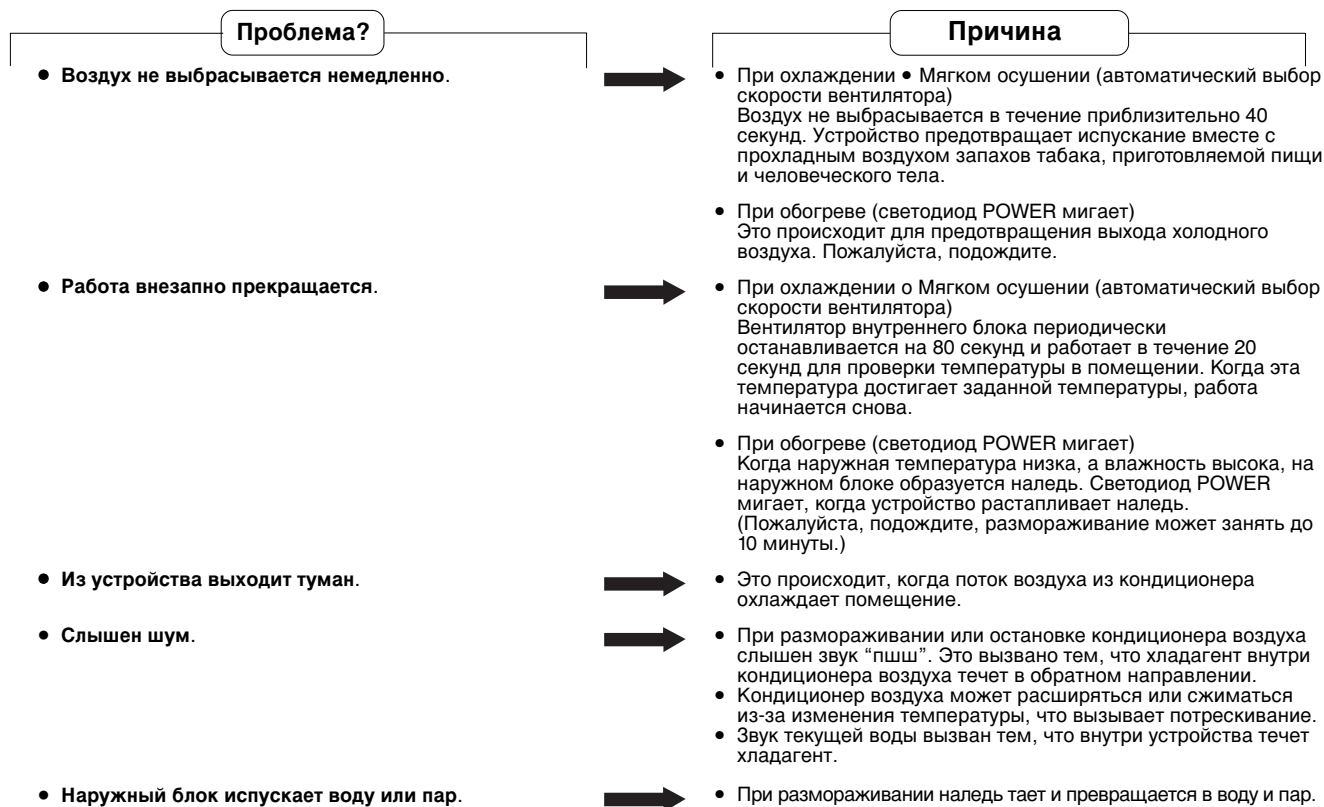 Проблема?
Причина
● Воздух не выбрасывается немедленно.
● При охлаждении ● Мягком осушении (автоматический выбор
скорости вентилятора)
Воздух не выбрасывается в течение приблизительно 40
секунд. Устройство предотвращает испускание вместе с
прохладным воздухом запахов табака, приготовляемой пищи
и человеческого тела.
● При обогреве (светодиод POWER мигает)
Это происходит для предотвращения выхода холодного
воздуха. Пожалуйста, подождите.
● Работа внезапно прекращается.
● При охлаждении о Мягком осушении (автоматический выбор
скорости вентилятора)
Вентилятор внутреннего блока периодически
останавливается на 80 секунд и работает в течение 20
секунд для проверки температуры в помещении. Когда эта
температура достигает заданной температуры, работа
начинается снова.
● При обогреве (светодиод POWER мигает)
Когда наружная температура низка, а влажность высока, на
наружном блоке образуется наледь. Светодиод POWER
мигает, когда устройство растапливает наледь.
(Пожалуйста, подождите, размораживание может занять до
10 минуты.)
● Из устройства выходит туман.
● Это происходит, когда поток воздуха из кондиционера
охлаждает помещение.
● Слышен шум.
● При размораживании или остановке кондиционера воздуха
слышен звук “пшш”. Это вызвано тем, что хладагент внутри
кондиционера воздуха течет в обратном направлении.
● Кондиционер воздуха может расширяться или сжиматься
из-за изменения температуры, что вызывает потрескивание.
● Звук текущей воды вызван тем, что внутри устройства течет
хладагент.
● Наружный блок испускает воду или пар.
● При размораживании наледь тает и превращается в воду и пар.